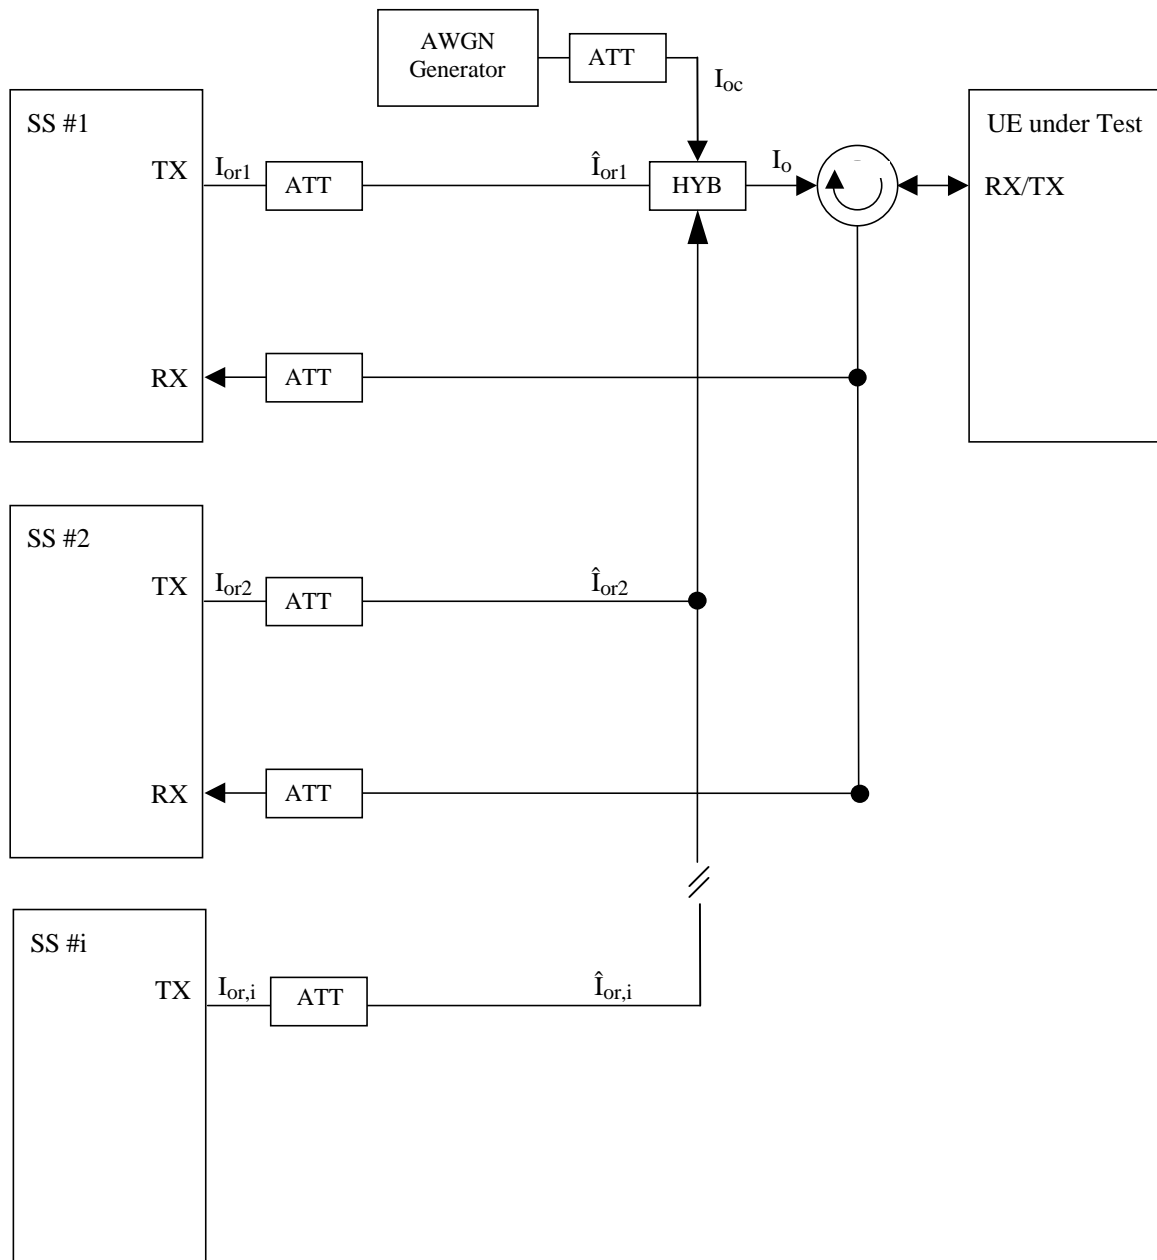 AWGN
Generator
ATT
I_oc
SS #1
TX
I_or1
ATT
Î_or1
HYB
I_o
UE under Test
RX/TX
RX
ATT
SS #2
TX
I_or2
ATT
Î_or2
RX
ATT
SS #i
TX
I_or,i
ATT
Î_or,i